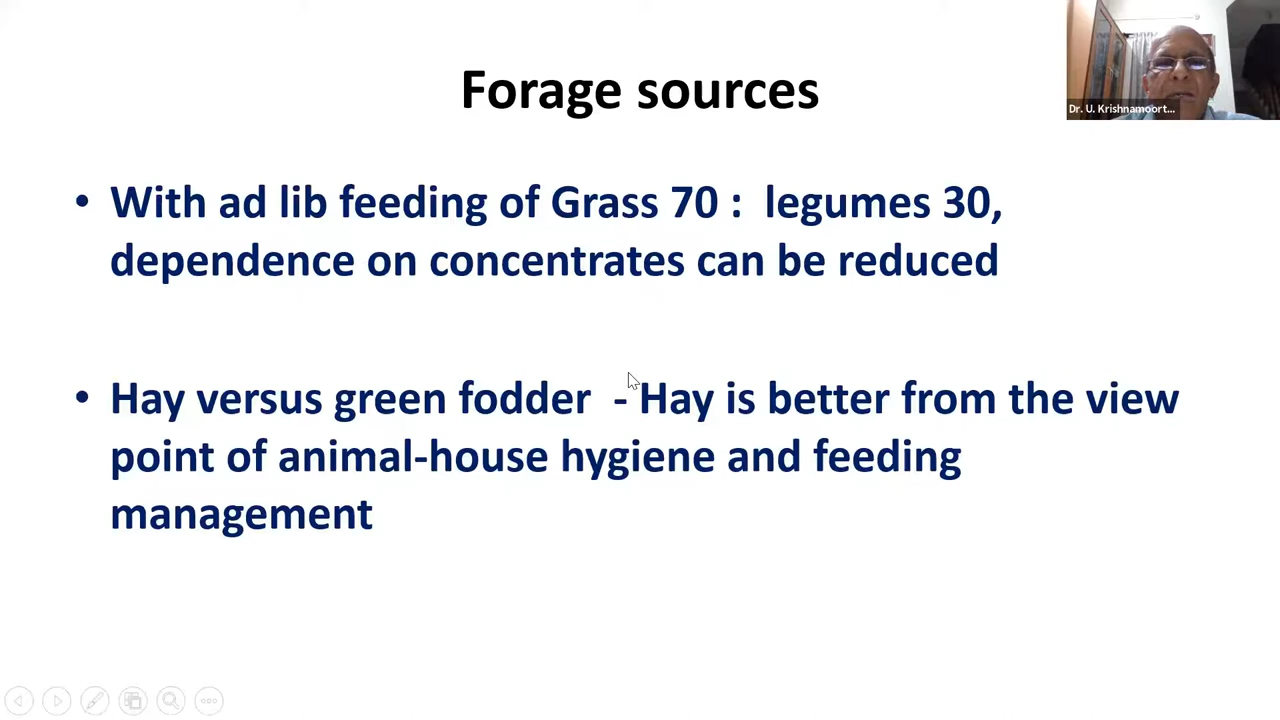 Forage sources
Dr. U. Krishnamoort...
• With ad lib feeding of Grass 70 :  legumes 30,
dependence on concentrates can be reduced
• Hay versus green fodder  - Hay is better from the view
point of animal-house hygiene and feeding
management